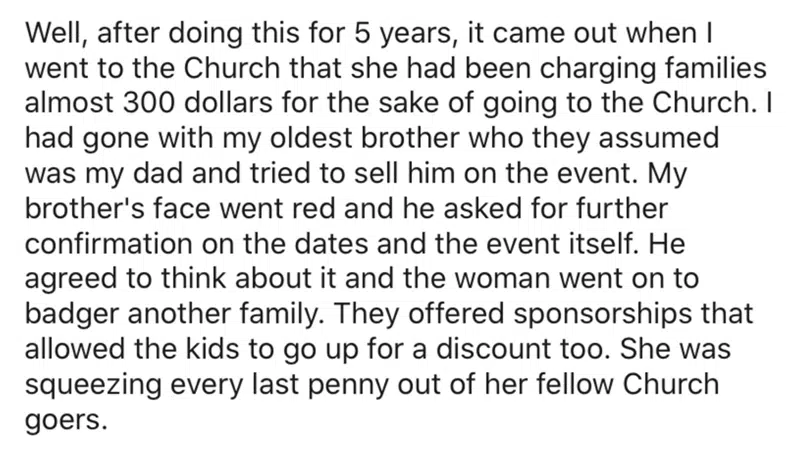 Well, after doing this for 5 years, it came out when I
went to the Church that she had been charging families
almost 300 dollars for the sake of going to the Church. I
had gone with my oldest brother who they assumed
was my dad and tried to sell him on the event. My
brother's face went red and he asked for further
confirmation on the dates and the event itself. He
agreed to think about it and the woman went on to
badger another family. They offered sponsorships that
allowed the kids to go up for a discount too. She was
squeezing every last penny out of her fellow Church
goers.